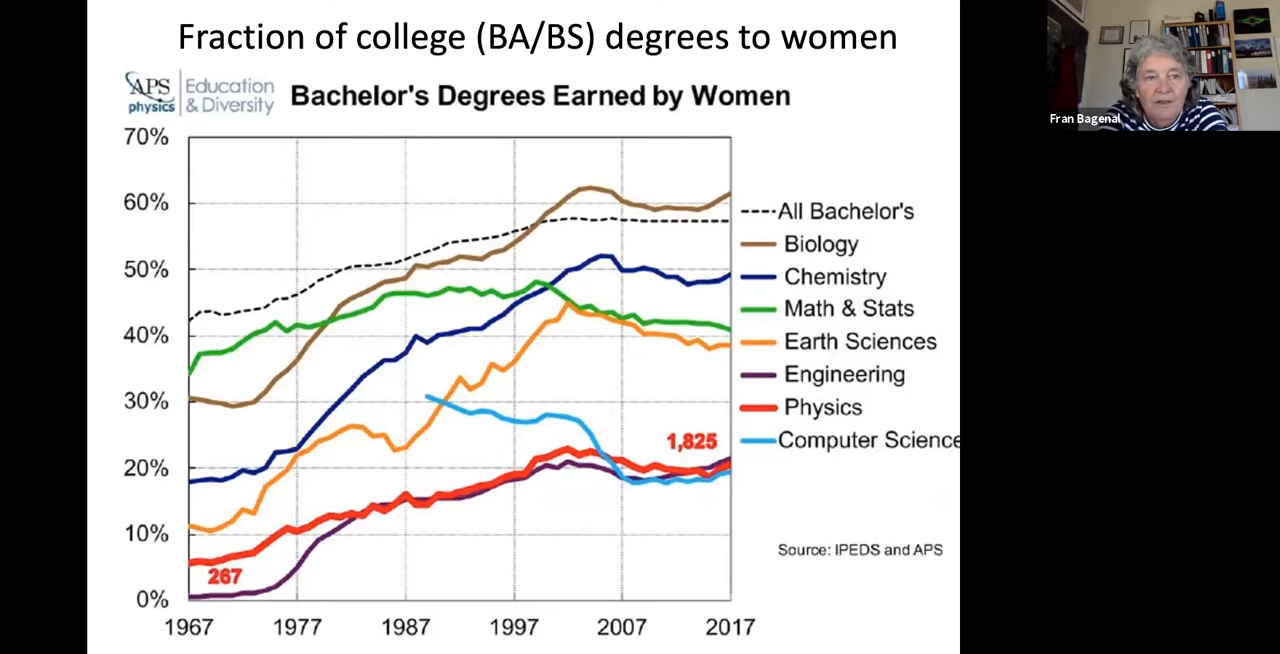 Fraction of college (BA/BS) degrees to women
APS physics
Education & Diversity
Bachelor's Degrees Earned by Women
70%
60%
50%
40%
30%
20%
10%
0%
1967 1977 1987 1997 2007 2017
267
1,825
All Bachelor's
Biology
Chemistry
Math & Stats
Earth Sciences
Engineering
Physics
Computer Science
Source: IPEDS and APS
Fran Bagenal